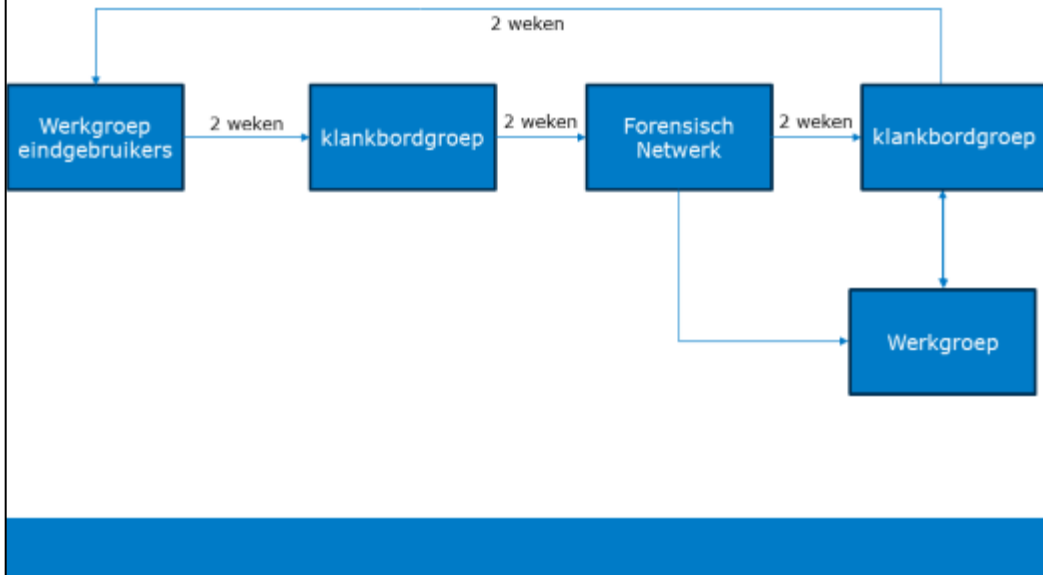 2 weken
Werkgroep
eindgebruikers
2 weken
klankbordgroep
2 weken
Forensisch
Netwerk
2 weken
klankbordgroep
Werkgroep